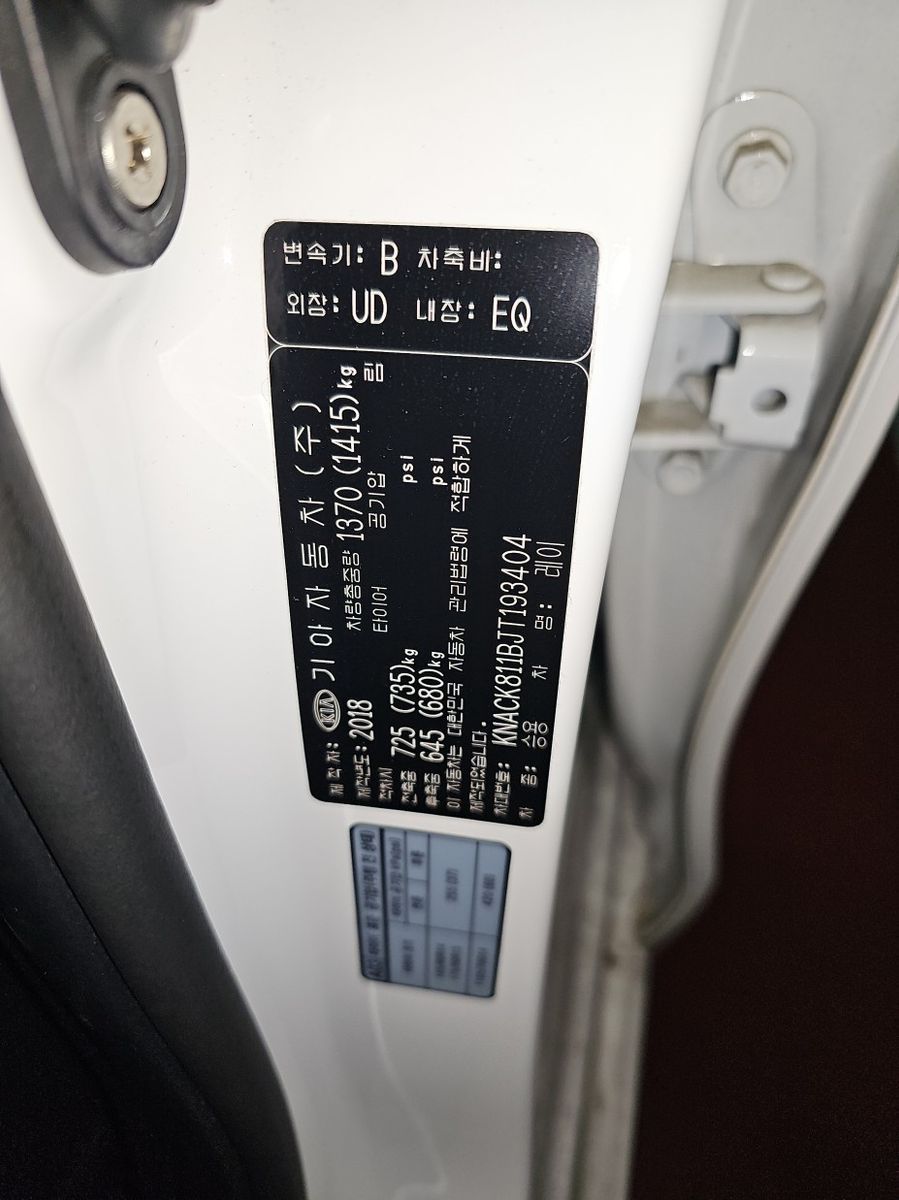 변속기: B 차축비:
외장: UD 내장: EQ
제 작 자: KIA 기 아 자 동 차 (주)
제작년도: 2018 차량총중량 1370 (1415)kg
적차시 타이어 공기압 림
전축중 725 (735)kg psi
후축중 645 (680)kg psi
이 자동차는 대한민국 자동차 관리법령에 적합하게
제작되었습니다.
차대번호: KNACK811BJT193404
차 종: 승용 차 명: 레이